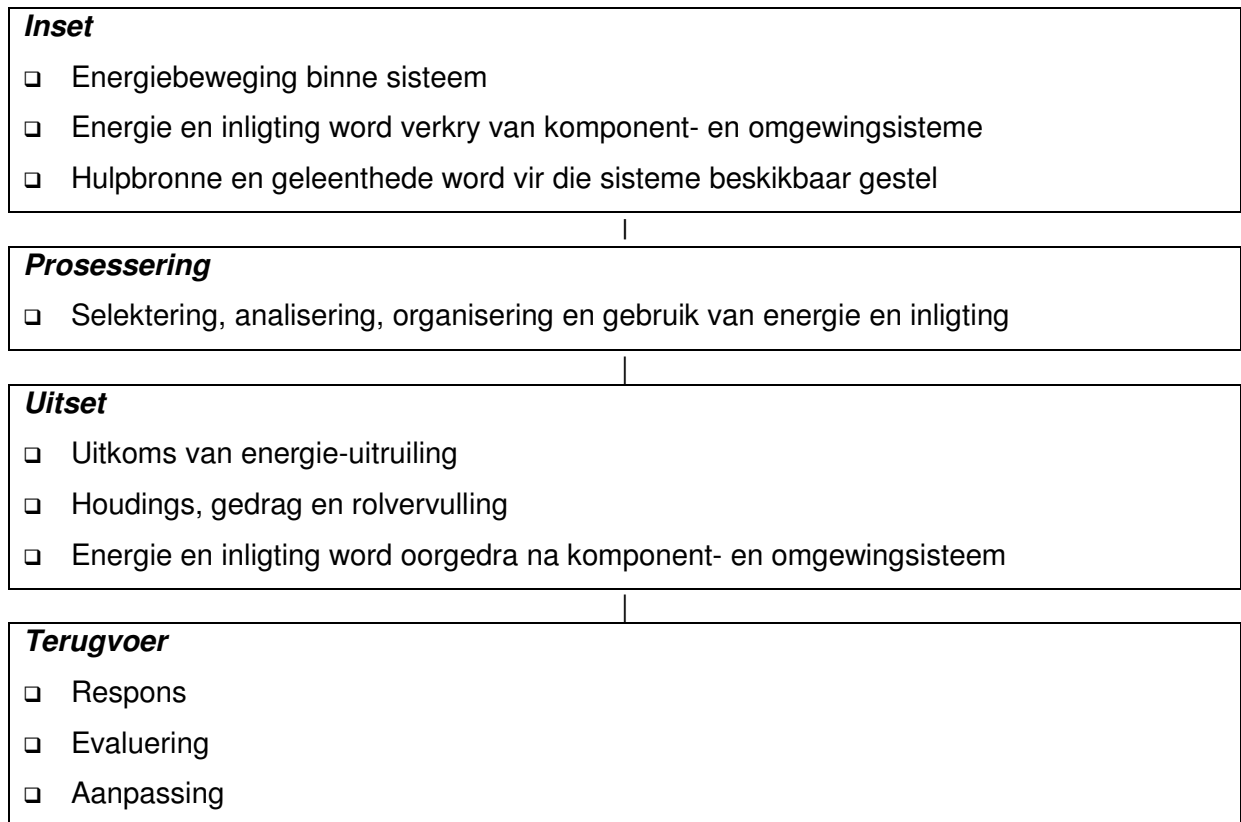 Inset
❑ Energiebeweging binne sisteem
❑ Energie en inligting word verkry van komponent- en omgewingsisteme
❑ Hulpbronne en geleenthede word vir die sisteme beskikbaar gestel
Prosessering
❑ Selektering, analisering, organisering en gebruik van energie en inligting
Uitset
❑ Uitkoms van energie-uitruiling
❑ Houdings, gedrag en rolvervulling
❑ Energie en inligting word oorgedra na komponent- en omgewingsisteem
Terugvoer
❑ Respons
❑ Evaluering
❑ Aanpassing